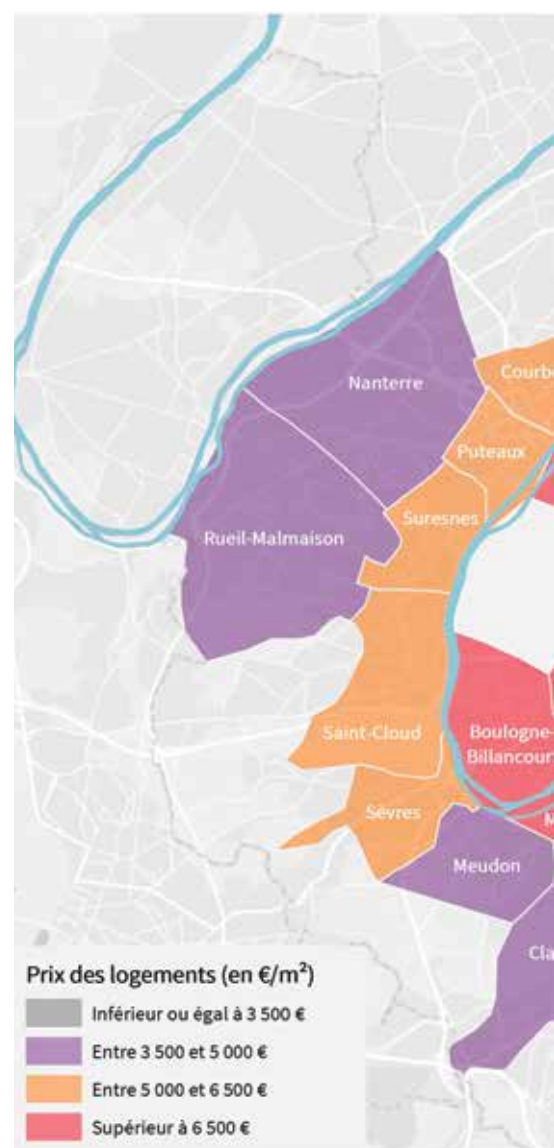 Nanterre
Courbe
Puteaux
Suresnes
Rueil-Malmaison
Saint-Cloud
Boulogne-
Billancour
Sèvres
M
Meudon
Cla
Prix des logements (en €/m²)
Inférieur ou égal à 3 500 €
Entre 3 500 et 5 000 €
Entre 5 000 et 6 500 €
Supérieur à 6 500 €